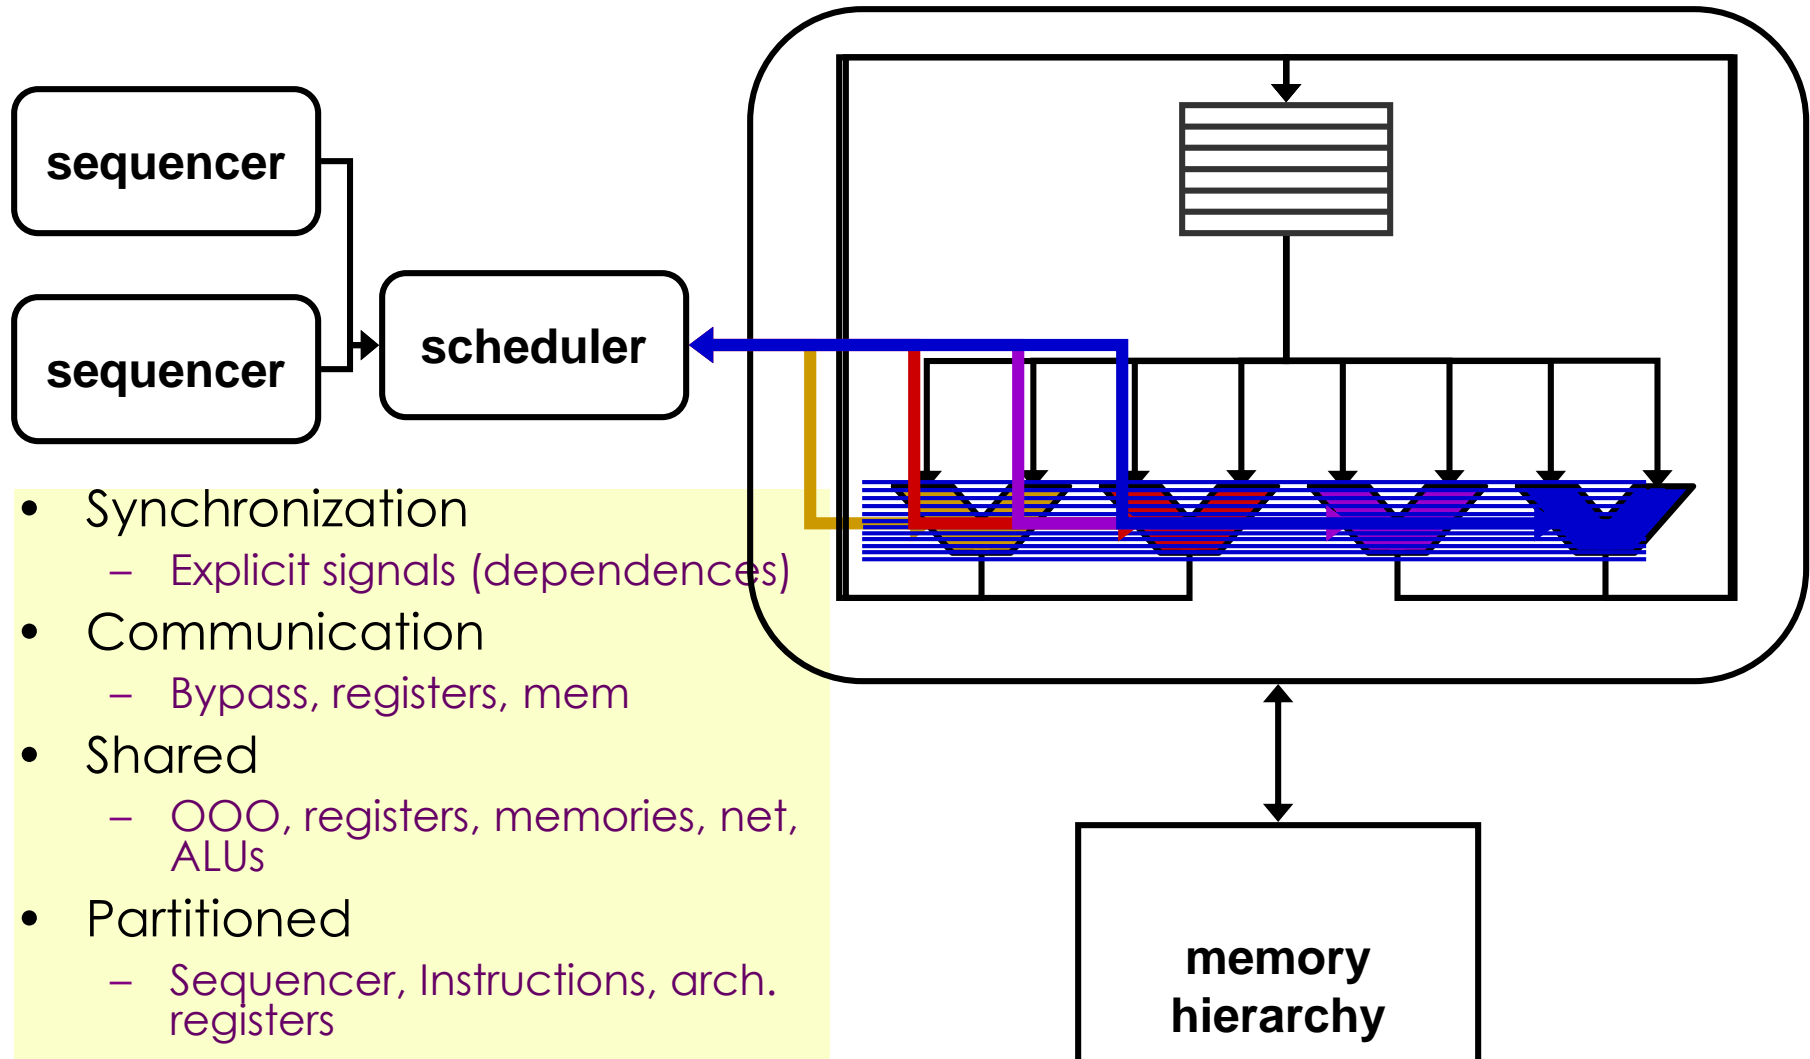 sequencer
sequencer
scheduler
• Synchronization
– Explicit signals (dependences)
• Communication
– Bypass, registers, mem
• Shared
– OOO, registers, memories, net,
ALUs
• Partitioned
– Sequencer, Instructions, arch.
registers
memory
hierarchy